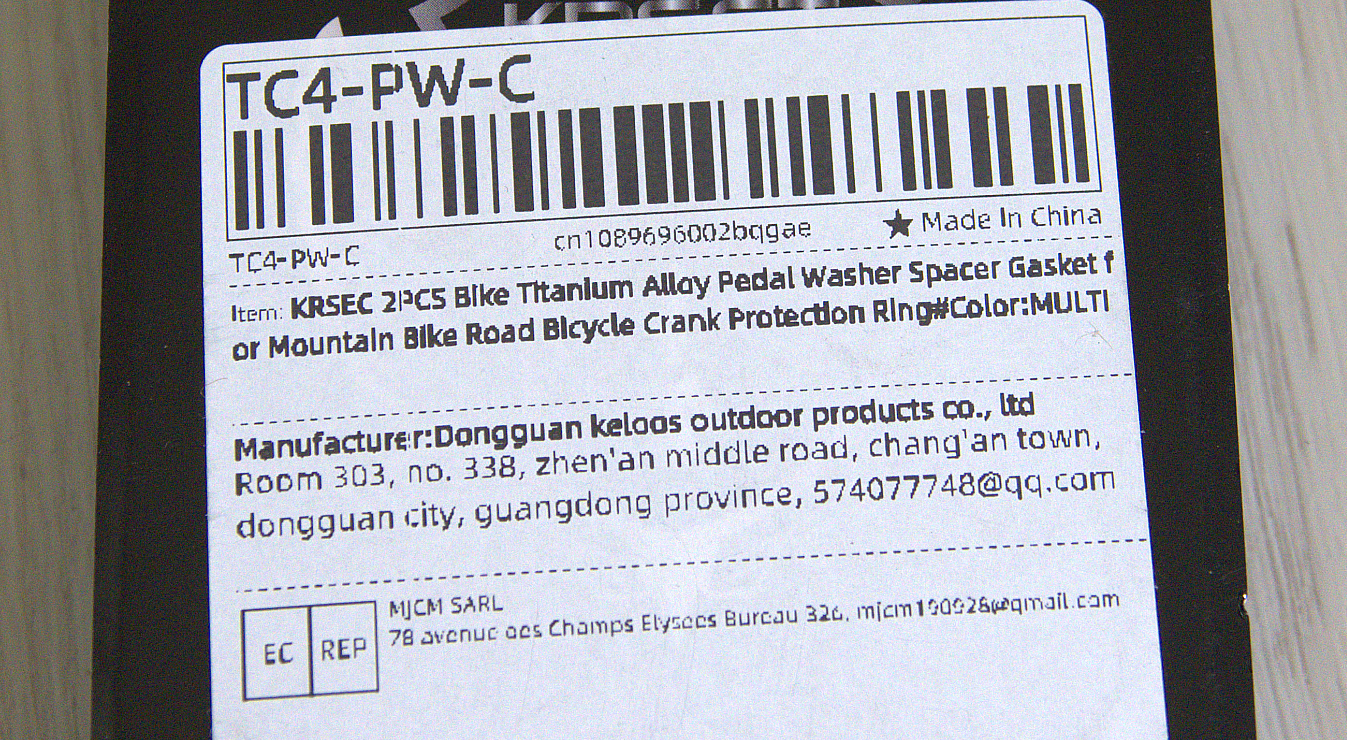 TC4-PW-C
TC4-PW-C cn1089696002bqgae ★ Made In China
Item: KRSEC 2PCS Bike Titanium Alloy Pedal Washer Spacer Gasket f
or Mountain Bike Road Bicycle Crank Protection Ring#Color:MULTI
Manufacturer:Dongguan keloos outdoor products co., ltd
Room 303, no. 338, zhen'an middle road, chang'an town,
dongguan city, guangdong province, 574077748@qq.com
EC REP
MJCM SARL
78 avenue des Champs Elysees Bureau